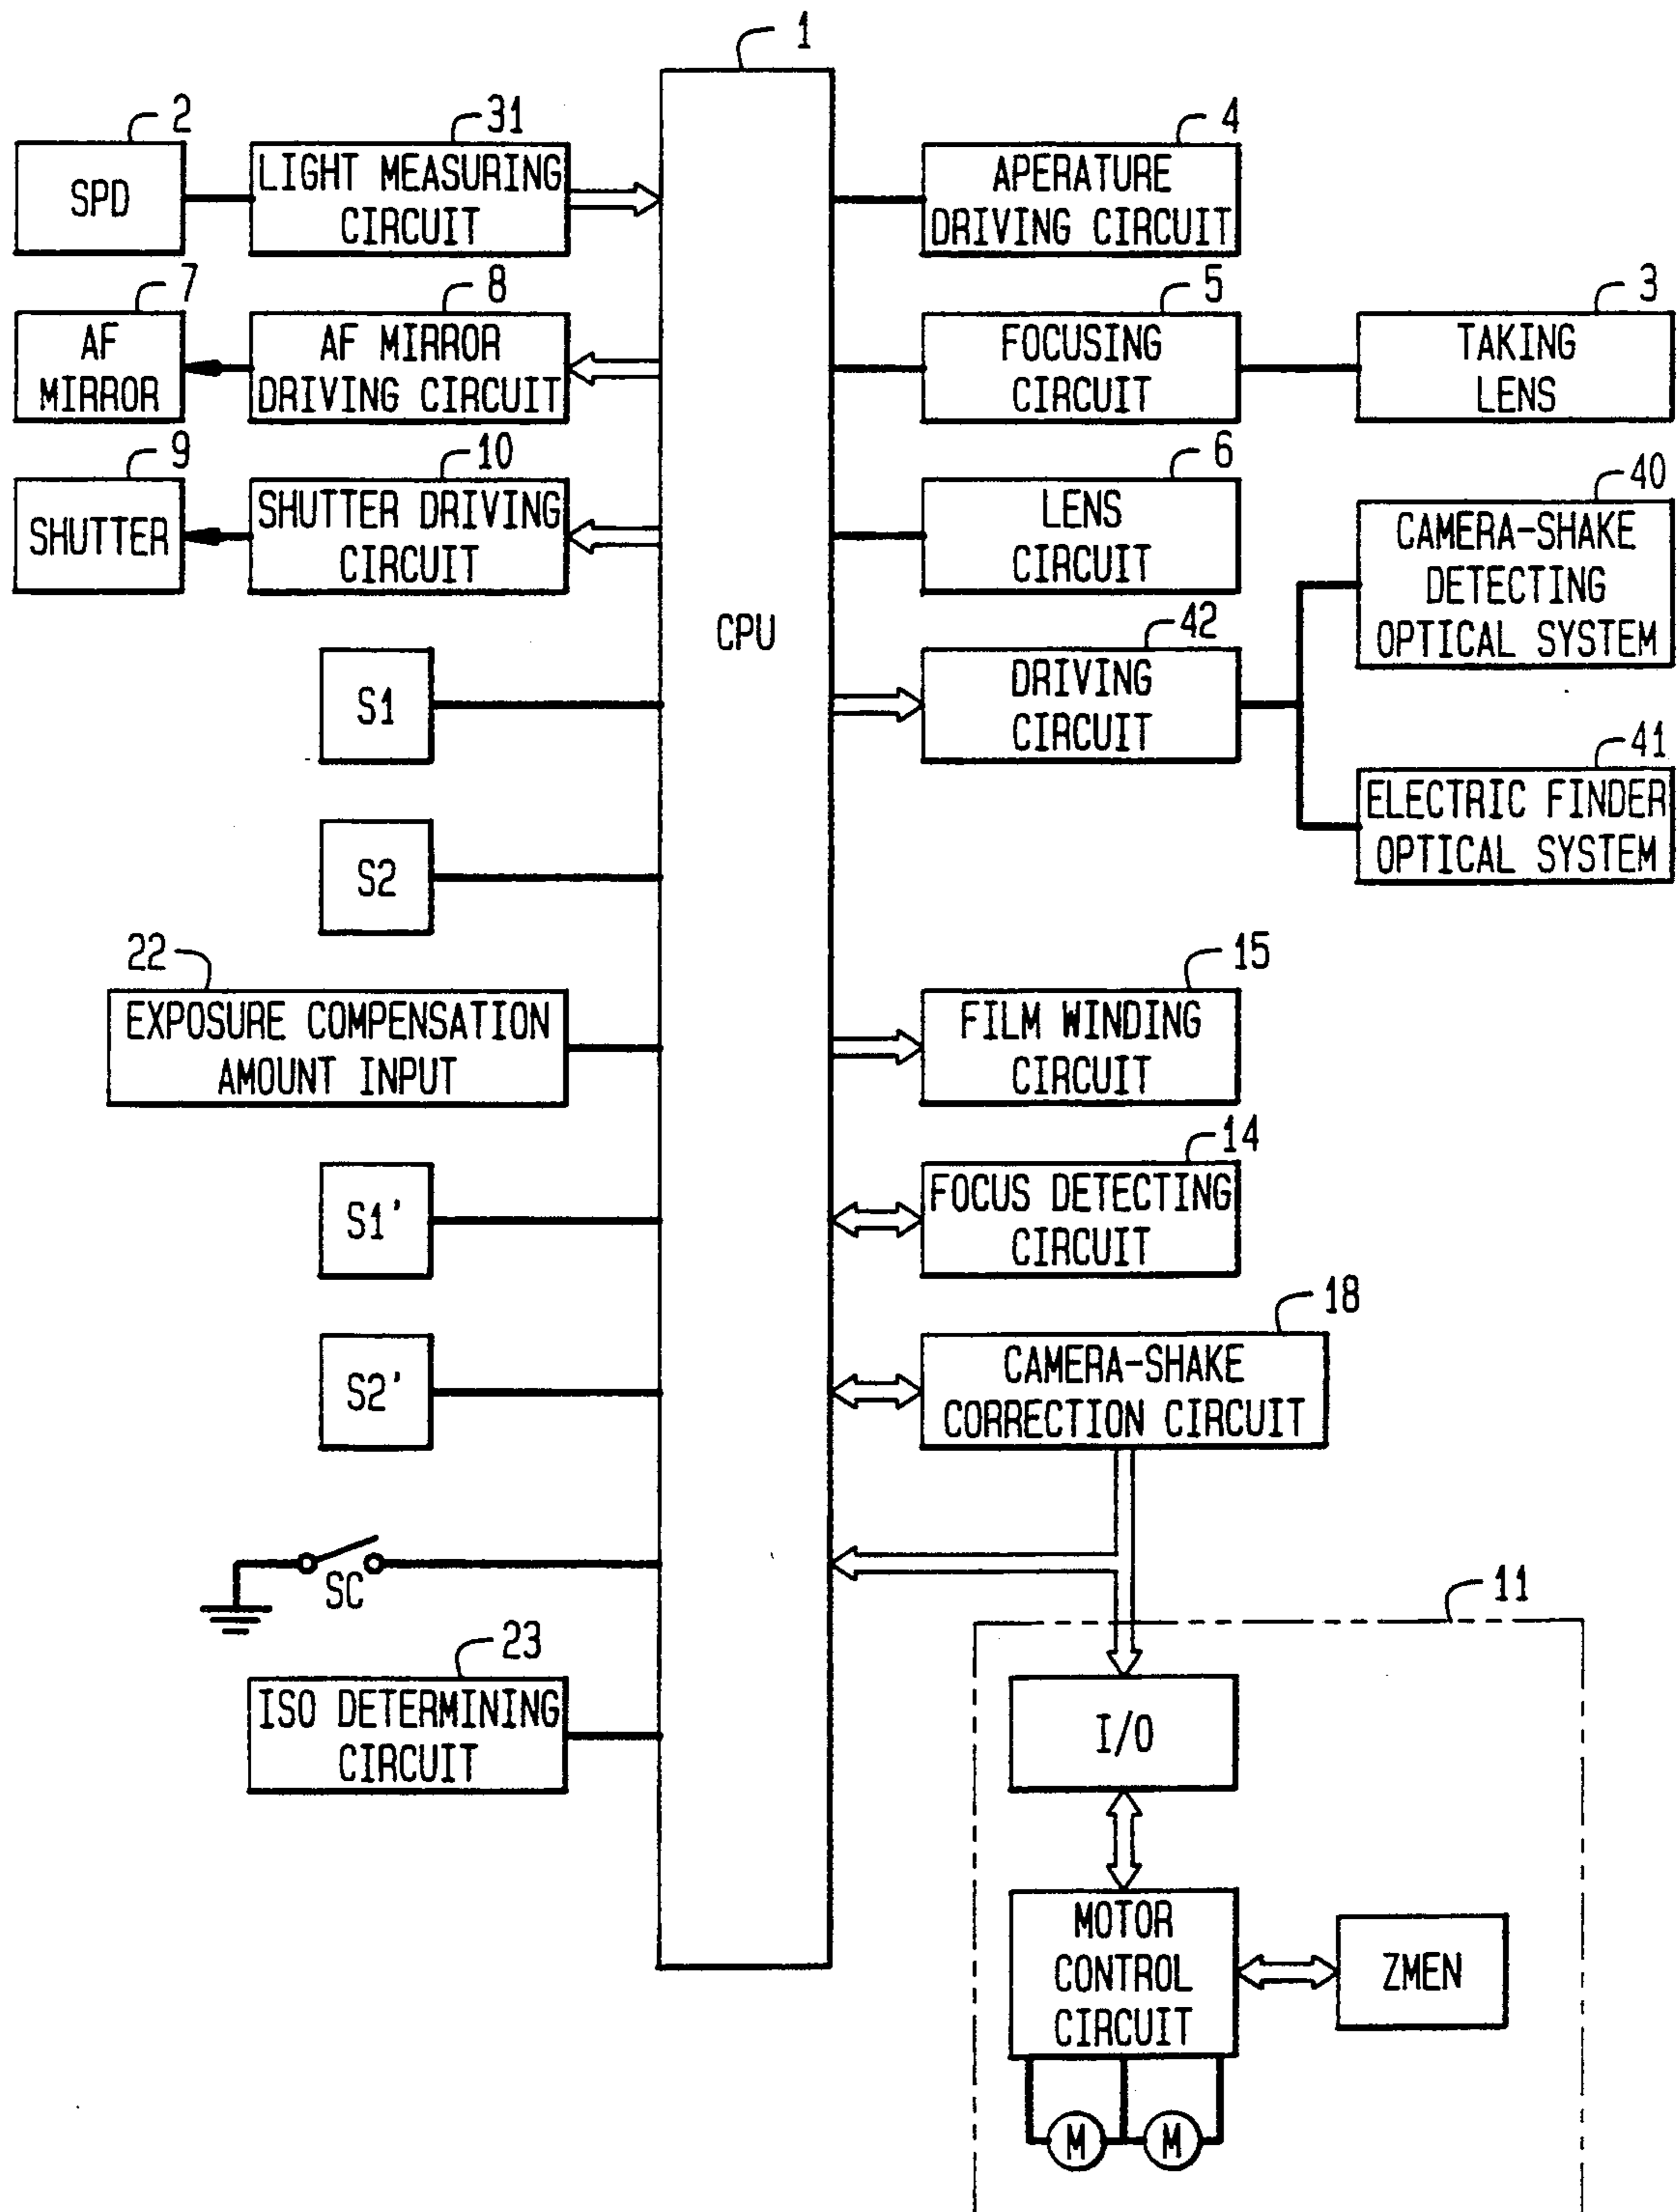 1
2
31
4
SPD
LIGHT MEASURING
CIRCUIT
APERATURE
DRIVING CIRCUIT
7
8
5
3
AF
MIRROR
AF MIRROR
DRIVING CIRCUIT
FOCUSING
CIRCUIT
TAKING
LENS
9
10
6
40
SHUTTER
SHUTTER DRIVING
CIRCUIT
LENS
CIRCUIT
CAMERA-SHAKE
DETECTING
OPTICAL SYSTEM
CPU
42
S1
DRIVING
CIRCUIT
41
ELECTRIC FINDER
OPTICAL SYSTEM
S2
22
15
EXPOSURE COMPENSATION
AMOUNT INPUT
FILM WINDING
CIRCUIT
14
S1'
FOCUS DETECTING
CIRCUIT
18
S2'
CAMERA-SHAKE
CORRECTION CIRCUIT
SC
11
23
ISO DETERMINING
CIRCUIT
I/O
MOTOR
CONTROL
CIRCUIT
ZMEN
M
M